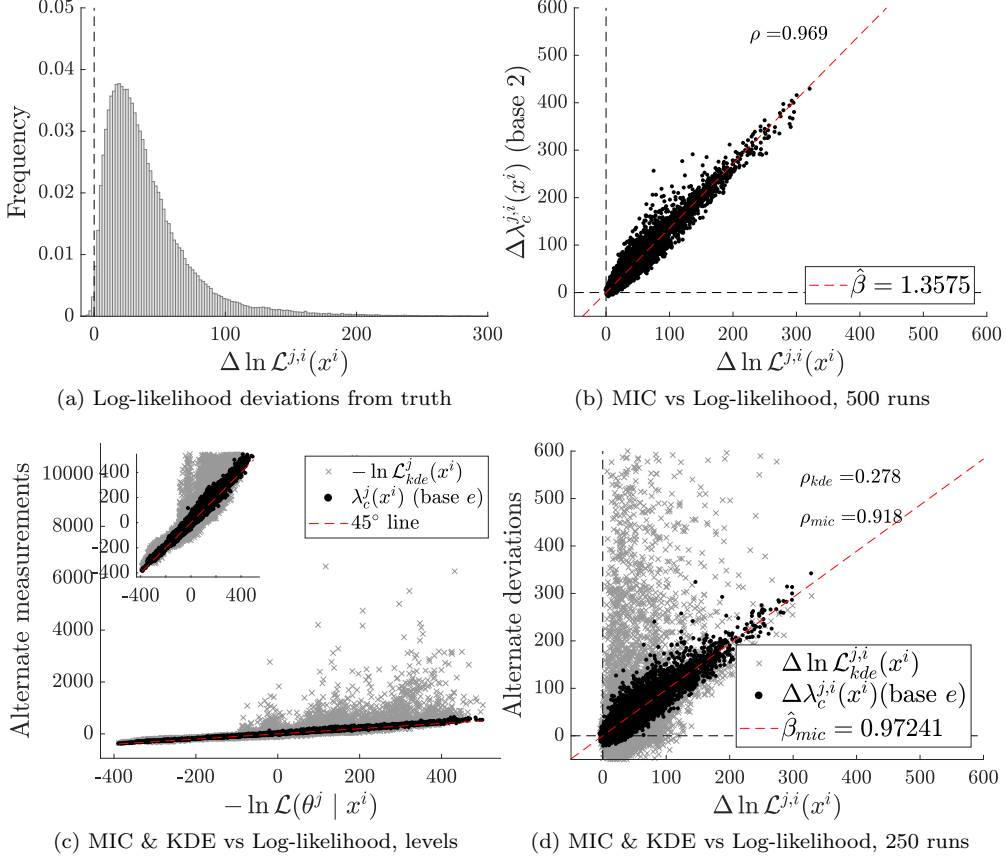 0.05
0.04
0.03
0.02
0.01
0
Frequency
0 100 200 300
Δ ln ℒ^{j,i}(x^i)
(a) Log-likelihood deviations from truth
600
500
400
300
200
100
0
Δλ_c^{j,i}(x^i) (base 2)
ρ =0.969
β̂ = 1.3575
0 100 200 300 400 500 600
Δ ln ℒ^{j,i}(x^i)
(b) MIC vs Log-likelihood, 500 runs
10000
8000
6000
4000
2000
0
Alternate measurements
400
200
0
-200
-400
-400 0 400
− ln ℒ_{kde}^j(x^i)
λ_c^j(x^i) (base e)
45° line
-400 -200 0 200 400
− ln ℒ(θ^j | x^i)
(c) MIC & KDE vs Log-likelihood, levels
600
500
400
300
200
100
0
Alternate deviations
ρ_{kde} =0.278
ρ_{mic} =0.918
Δ ln ℒ_{kde}^{j,i}(x^i)
Δλ_c^{j,i}(x^i)(base e)
β̂_{mic} = 0.97241
0 100 200 300 400 500 600
Δ ln ℒ^{j,i}(x^i)
(d) MIC & KDE vs Log-likelihood, 250 runs